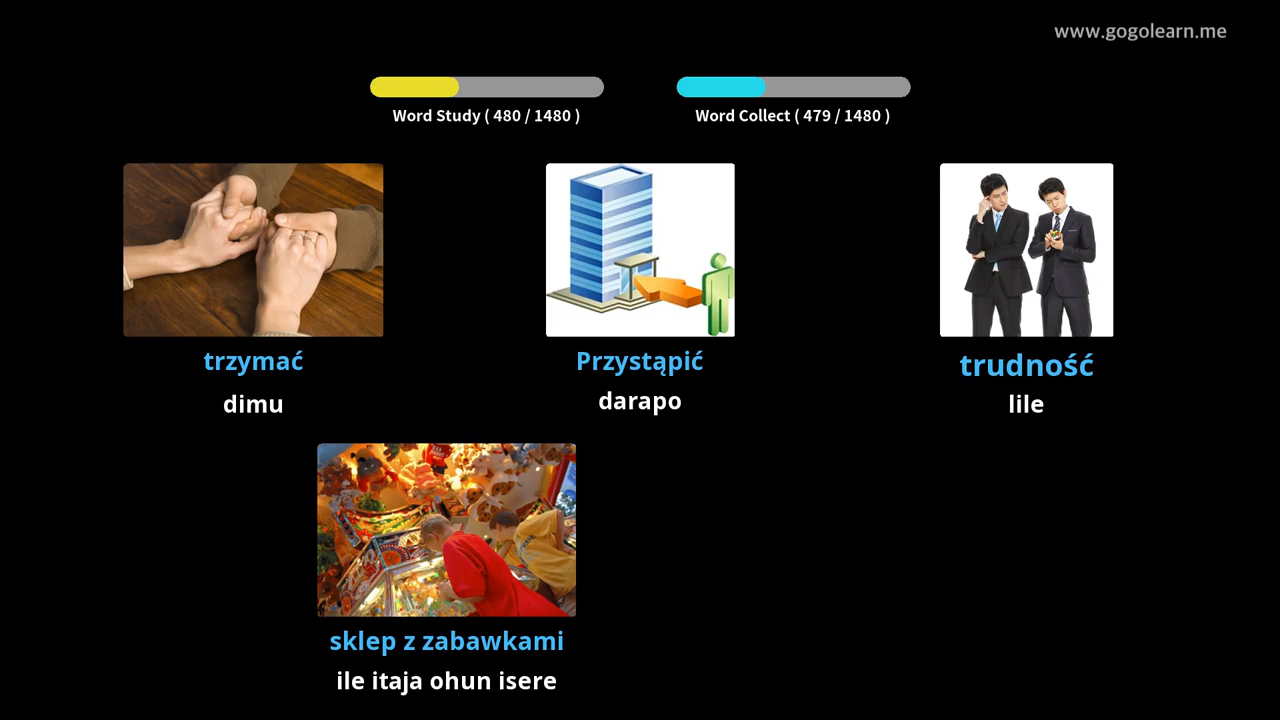 www.gogolearn.me
Word Study ( 480 / 1480 )
Word Collect ( 479 / 1480 )
trzymać
dimu
Przystąpić
darapo
trudność
lile
sklep z zabawkami
ile itaja ohun isere